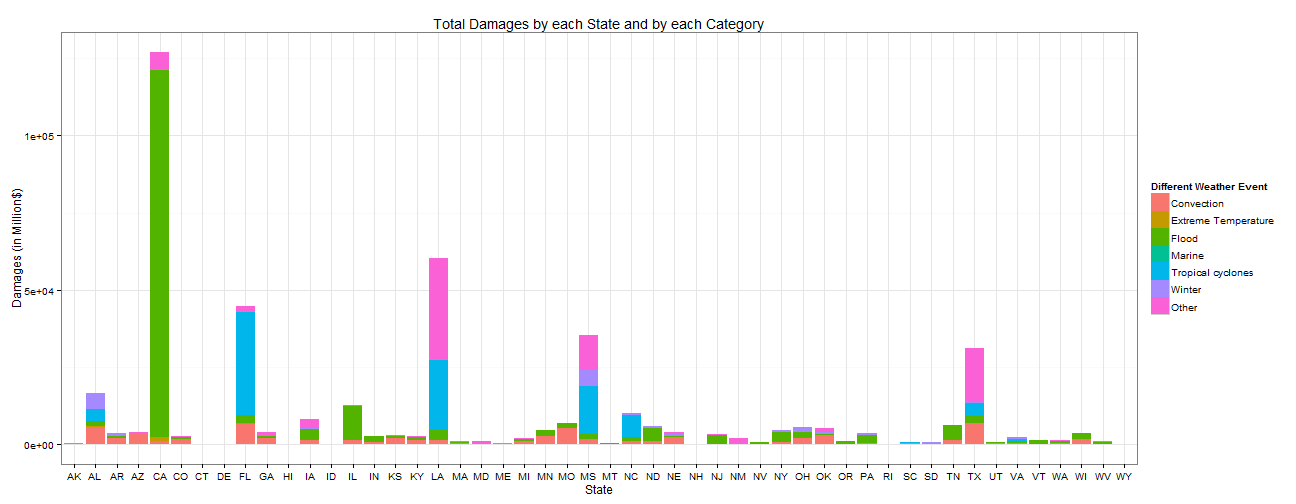 Total Damages by each State and by each Category
Damages (in Million$)
1e+05
5e+04
0e+00
AK AL AR AZ CA CO CT DE FL GA HI IA ID IL IN KS KY LA MA MD ME MI MN MO MS MT NC ND NE NH NJ NM NV NY OH OK OR PA RI SC SD TN TX UT VA VT WA WI WV WY
State
Different Weather Event
Convection
Extreme Temperature
Flood
Marine
Tropical cyclones
Winter
Other